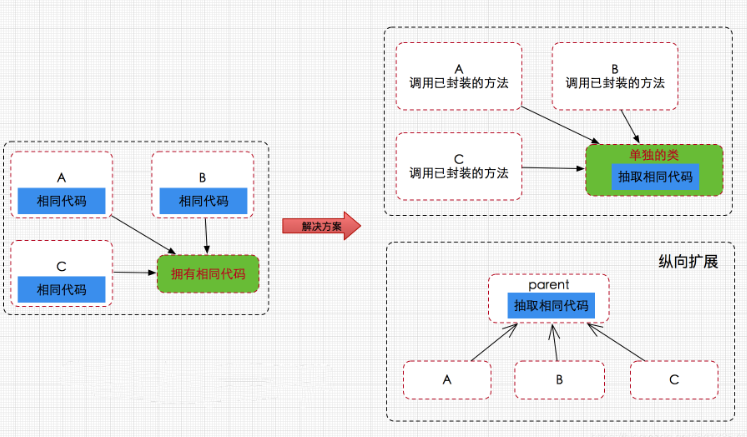 A
相同代码
B
相同代码
C
相同代码
拥有相同代码
解决方案
A
调用已封装的方法
B
调用已封装的方法
C
调用已封装的方法
单独的类
抽取相同代码
纵向扩展
parent
抽取相同代码
A
B
C